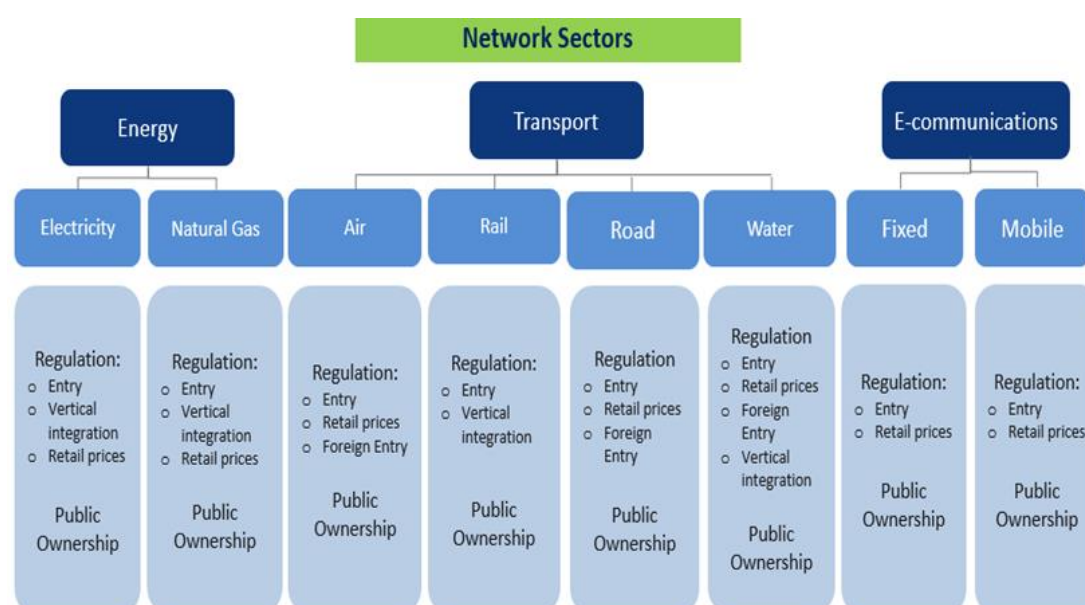 Network Sectors
Energy
Transport
E-communications
Electricity
Natural Gas
Air
Rail
Road
Water
Fixed
Mobile
Regulation:
o Entry
o Vertical
integration
o Retail prices
Public
Ownership
Regulation:
o Entry
o Vertical
integration
o Retail prices
Public
Ownership
Regulation:
o Entry
o Retail prices
o Foreign Entry
Public
Ownership
Regulation:
o Entry
o Vertical
integration
Public
Ownership
Regulation
o Entry
o Retail prices
o Foreign
Entry
Public
Ownership
Regulation
o Entry
o Retail prices
o Foreign
Entry
o Vertical
integration
Public
Ownership
Regulation:
o Entry
o Retail prices
Public
Ownership
Regulation:
o Entry
o Retail prices
Public
Ownership